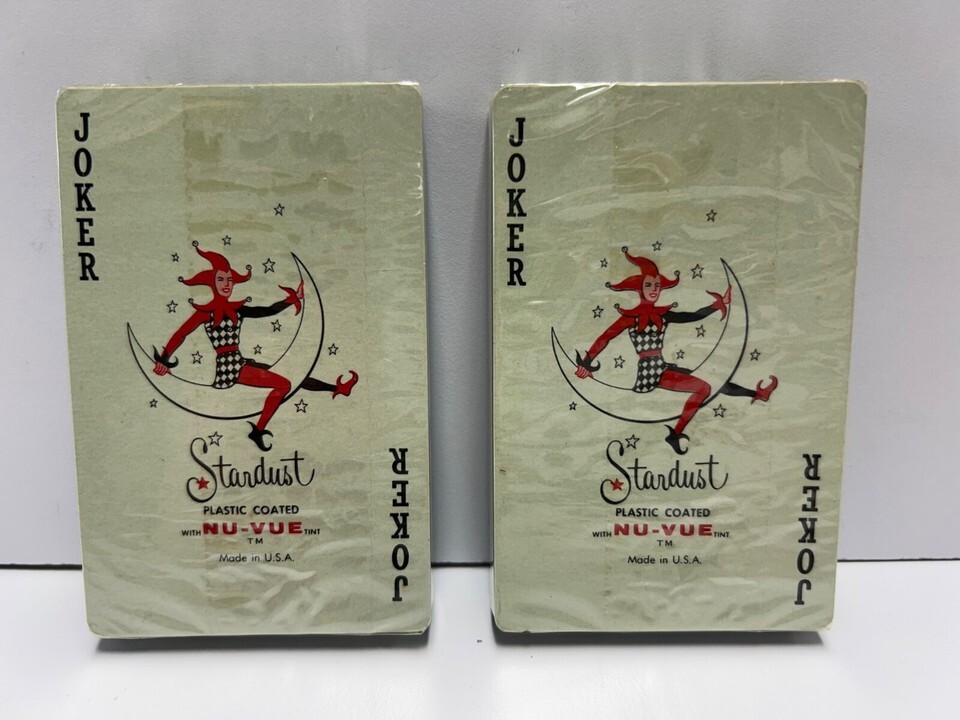 JOKER
Stardust
PLASTIC COATED
WITH NU-VUE TINT
TM
Made in U.S.A.
JOKER
JOKER
Stardust
PLASTIC COATED
WITH NU-VUE TINT
TM
Made in U.S.A.
JOKER